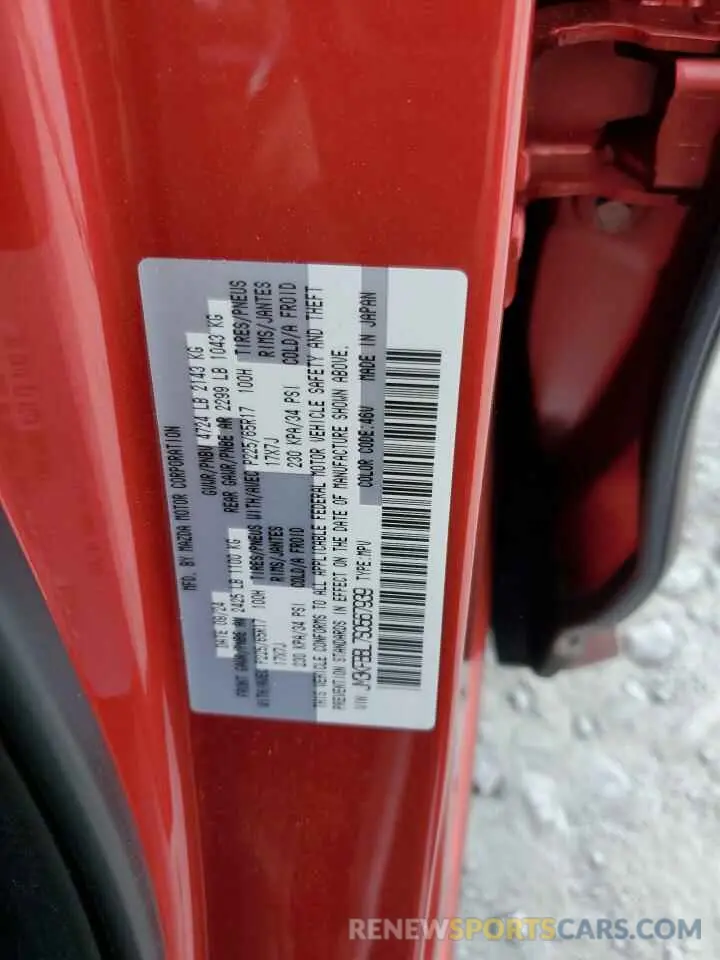 MFD. BY MAZDA MOTOR CORPORATION
DATE 09/24 GVWR/PNBV 4724 LB 2143 KG
FRONT GAWR/PNBE AV 2425 LB 1100 KG REAR GAWR/PNBE AR 2299 LB 1043 KG
WITH/AVEC P225/65R17 100H TIRES/PNEUS WITH/AVEC P225/65R17 100H TIRES/PNEUS
17X7J RIMS/JANTES 17X7J RIMS/JANTES
230 KPA/34 PSI COLD/A FROID 230 KPA/34 PSI COLD/A FROID
THIS VEHICLE CONFORMS TO ALL APPLICABLE FEDERAL MOTOR VEHICLE SAFETY AND THEFT
PREVENTION STANDARDS IN EFFECT ON THE DATE OF MANUFACTURE SHOWN ABOVE.
VIN JM3KFBBL7S0567939 TYPE:MPV COLOR CODE:46V MADE IN JAPAN
RENEWSPORTSCARS.COM